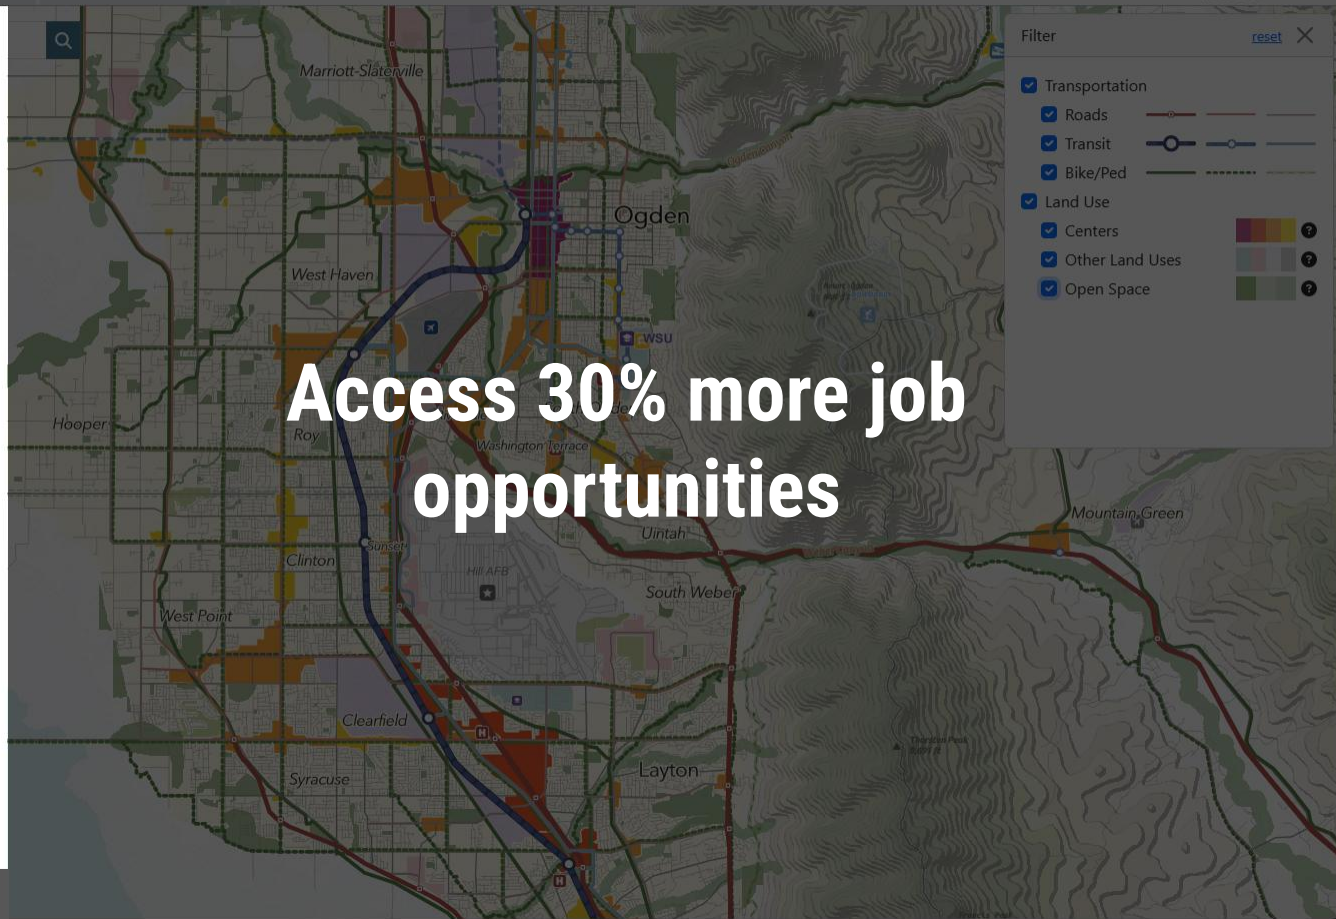 Filter
reset
Marriott-Slaterville
Transportation
Roads
Transit
Bike/Ped
Land Use
Ogden
Centers
Other Land Uses
West Haven
Open Space
WSU
Access 30% more job
Hooper
Roy
Washington Terrace
opportunities
Mountain Green
Uintah
Sunset
Clinton
Hill AFB
South Weber
West Point
Clearfield
H
Thurston Peak
Layton
Syracuse
H